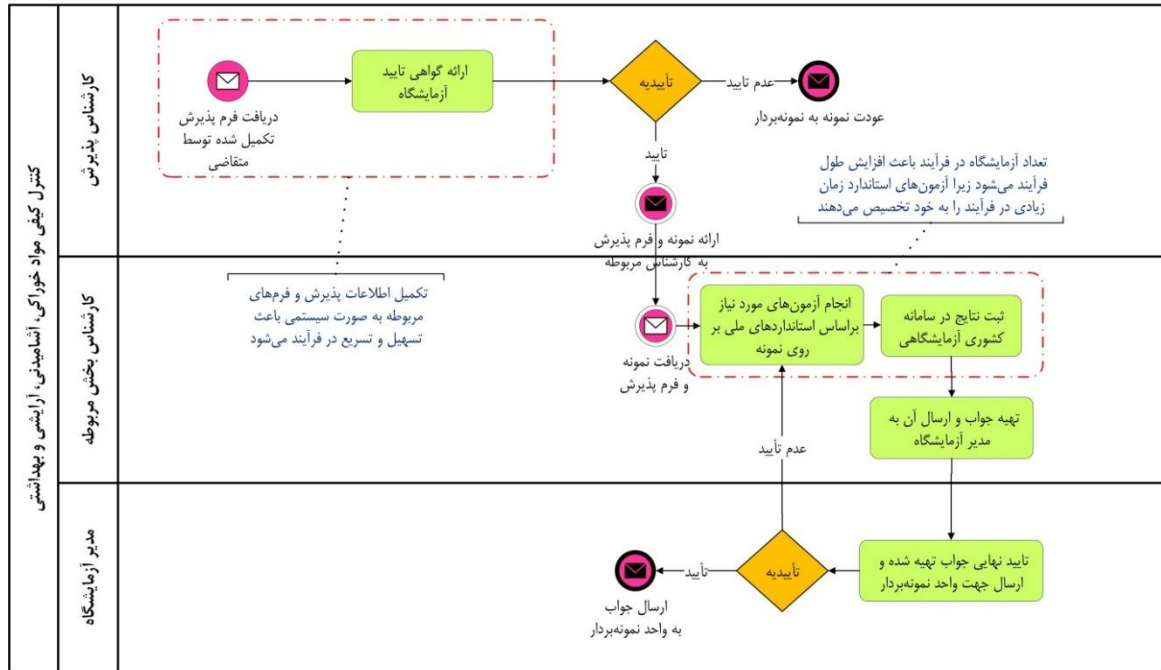 کنترل کیفی مواد خوراکی، آشامیدنی، آرایشی و بهداشتی
کارشناس پذیرش
دریافت فرم پذیرش
تکمیل شده توسط
متقاضی
ارائه گواهی تایید
آزمایشگاه
تأییدیه
عدم تایید
عودت نمونه به نمونه‌بردار
تایید
ارائه نمونه و فرم پذیرش
به کارشناس مربوطه
تعداد آزمایشگاه در فرآیند باعث افزایش طول
فرآیند می‌شود زیرا آزمون‌های استاندارد زمان
زیادی در فرآیند را به خود تخصیص می‌دهند
کارشناس بخش مربوطه
تکمیل اطلاعات پذیرش و فرم‌های
مربوطه به صورت سیستمی باعث
تسهیل و تسریع در فرآیند می‌شود
دریافت نمونه
و فرم پذیرش
انجام آزمون‌های مورد نیاز
براساس استانداردهای ملی بر
روی نمونه
ثبت نتایج در سامانه
کشوری آزمایشگاهی
تهیه جواب و ارسال آن به
مدیر آزمایشگاه
عدم تأیید
مدیر آزمایشگاه
تایید نهایی جواب تهیه شده و
ارسال جهت واحد نمونه‌بردار
تأییدیه
تأیید
ارسال جواب
به واحد نمونه‌بردار